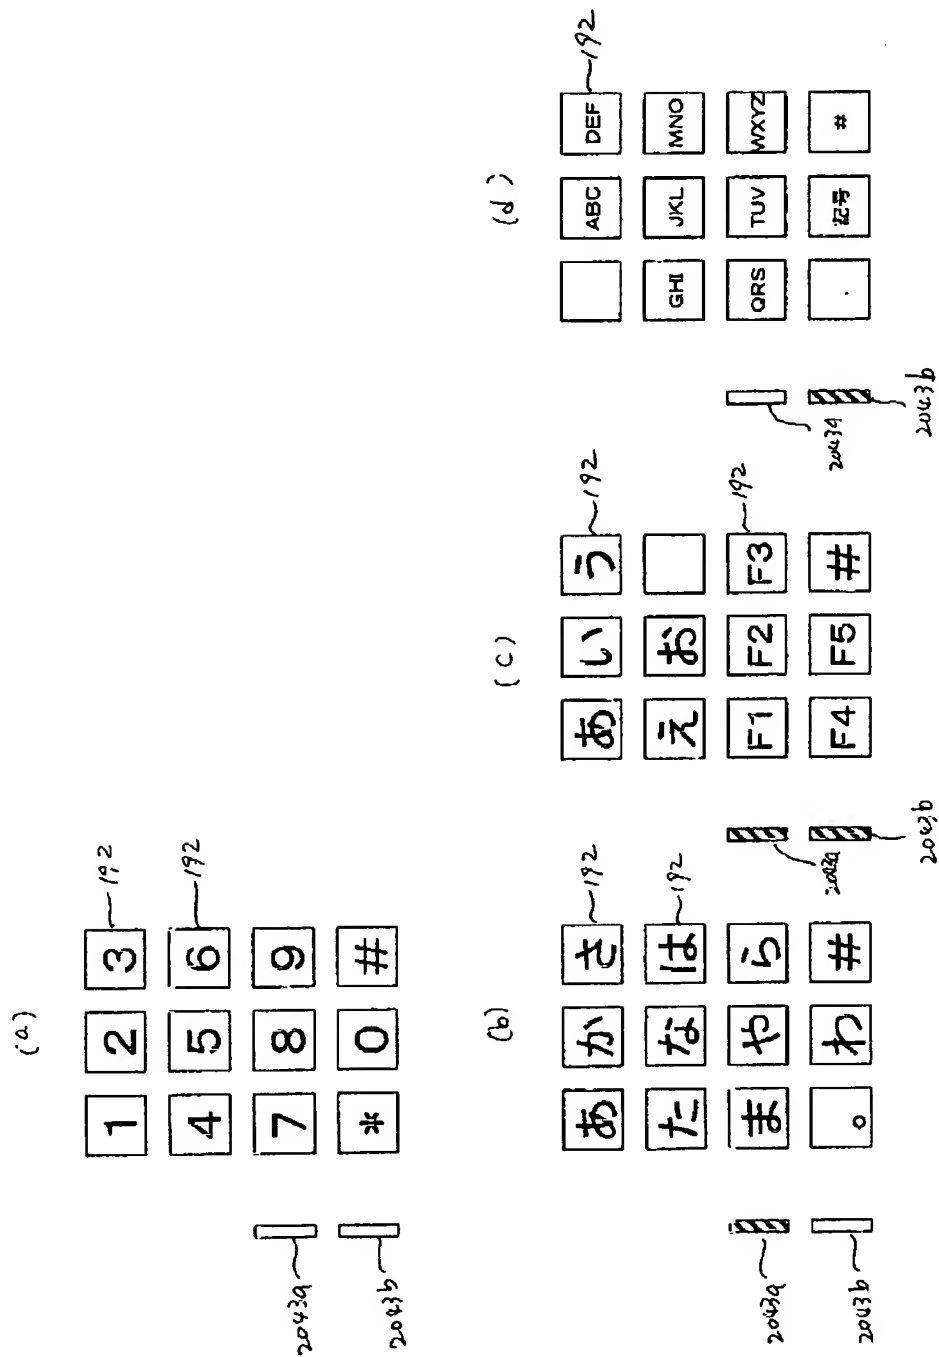 (a)
1 2 3 192
4 5 6 192
7 8 9
* 0 #
2043a
2043b
(b)
あ か さ 192
た な は 192
ま や ら
。 わ #
2043a
2043b
(c)
あ い う 192
え お
F1 F2 F3 192
F4 F5 #
2043a
2043b
(d)
ABC DEF 192
GHI JKL MNO
QRS TUV WXYZ
. 記号 #
2043a
2043b